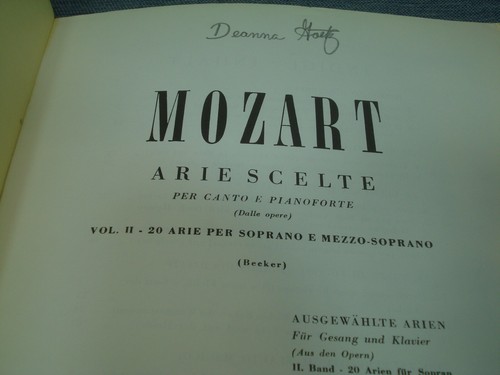 Deanna
MOZART
ARIE SCELTE
PER CANTO E PIANOFORTE
(Dalle opere)
VOL. II - 20 ARIE PER SOPRANO E MEZZO-SOPRANO
(Becker)
AUSGEWÄHLTE ARIEN
Für Gesang und Klavier
(Aus den Opern)
II. Band - 20 Arien für Sopran